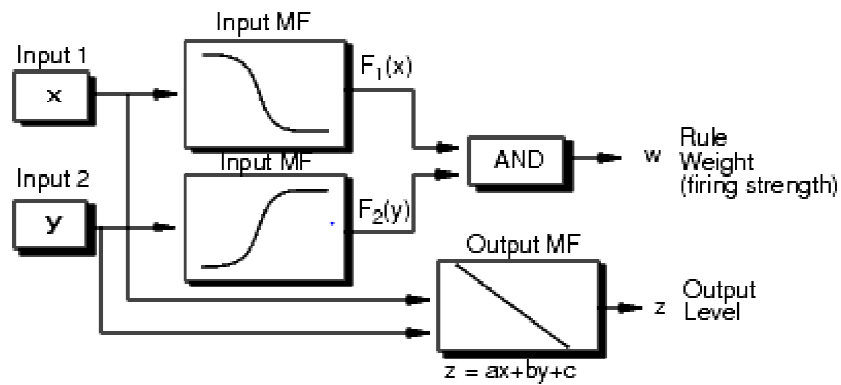 Input MF
Input 1
x
F1(x)
Input MF
Input 2
y
F2(y)
AND
w
Rule
Weight
(firing strength)
Output MF
z
Output
Level
z = ax+by+c